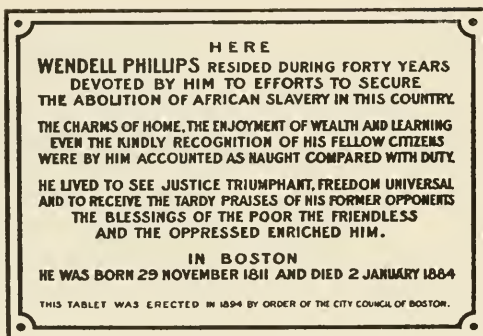 HERE
WENDELL PHILLIPS RESIDED DURING FORTY YEARS
DEVOTED BY HIM TO EFFORTS TO SECURE
THE ABOLITION OF AFRICAN SLAVERY IN THIS COUNTRY.
THE CHARMS OF HOME, THE ENJOYMENT OF WEALTH AND LEARNING
EVEN THE KINDLY RECOGNITION OF HIS FELLOW CITIZENS
WERE BY HIM ACCOUNTED AS NAUGHT COMPARED WITH DUTY.
HE LIVED TO SEE JUSTICE TRIUMPHANT, FREEDOM UNIVERSAL
AND TO RECEIVE THE TARDY PRAISES OF HIS FORMER OPPONENTS
THE BLESSINGS OF THE POOR THE FRIENDLESS
AND THE OPPRESSED ENRICHED HIM.
IN BOSTON
HE WAS BORN 29 NOVEMBER 1811 AND DIED 2 JANUARY 1884
THIS TABLET WAS ERECTED IN 1894 BY ORDER OF THE CITY COUNCIL OF BOSTON.